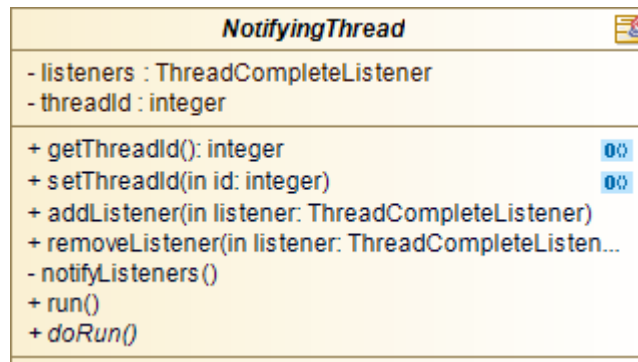 NotifyingThread
- listeners : ThreadCompleteListener
- threadId : integer
+ getThreadId(): integer
+ setThreadId(in id: integer)
+ addListener(in listener: ThreadCompleteListener)
+ removeListener(in listener: ThreadCompleteListen...
- notifyListeners()
+ run()
+ doRun()